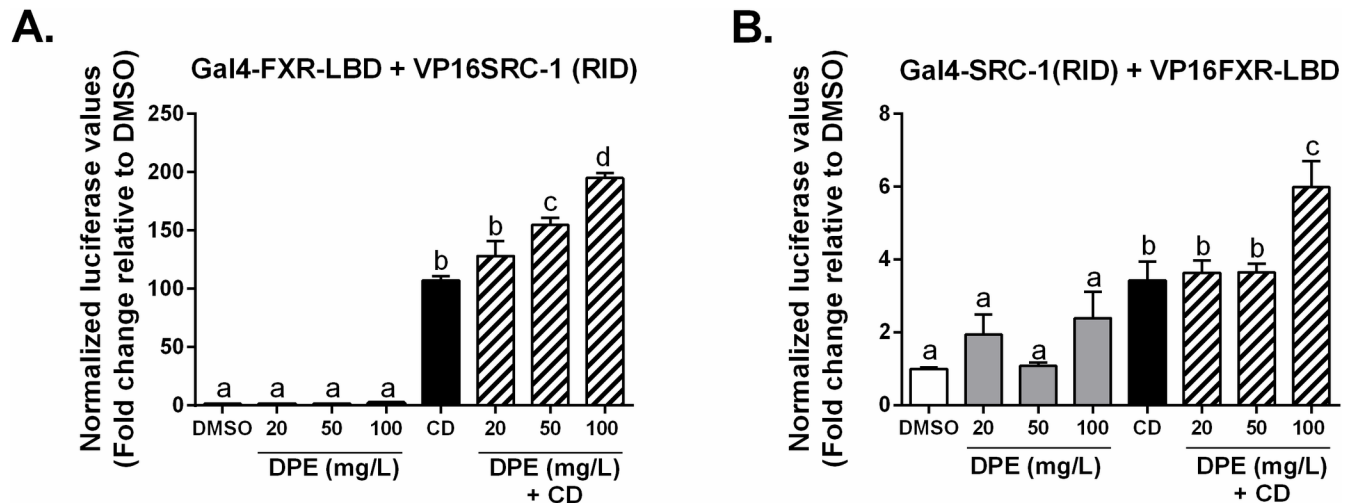 A.
Gal4-FXR-LBD + VP16SRC-1 (RID)
Normalized luciferase values
(Fold change relative to DMSO)
250
200
150
100
50
0
a a a a b b c d
DMSO 20 50 100 CD 20 50 100
DPE (mg/L) DPE (mg/L)
+ CD
B.
Gal4-SRC-1(RID) + VP16FXR-LBD
Normalized luciferase values
(Fold change relative to DMSO)
8
6
4
2
0
a a a a b b b c
DMSO 20 50 100 CD 20 50 100
DPE (mg/L) DPE (mg/L)
+ CD